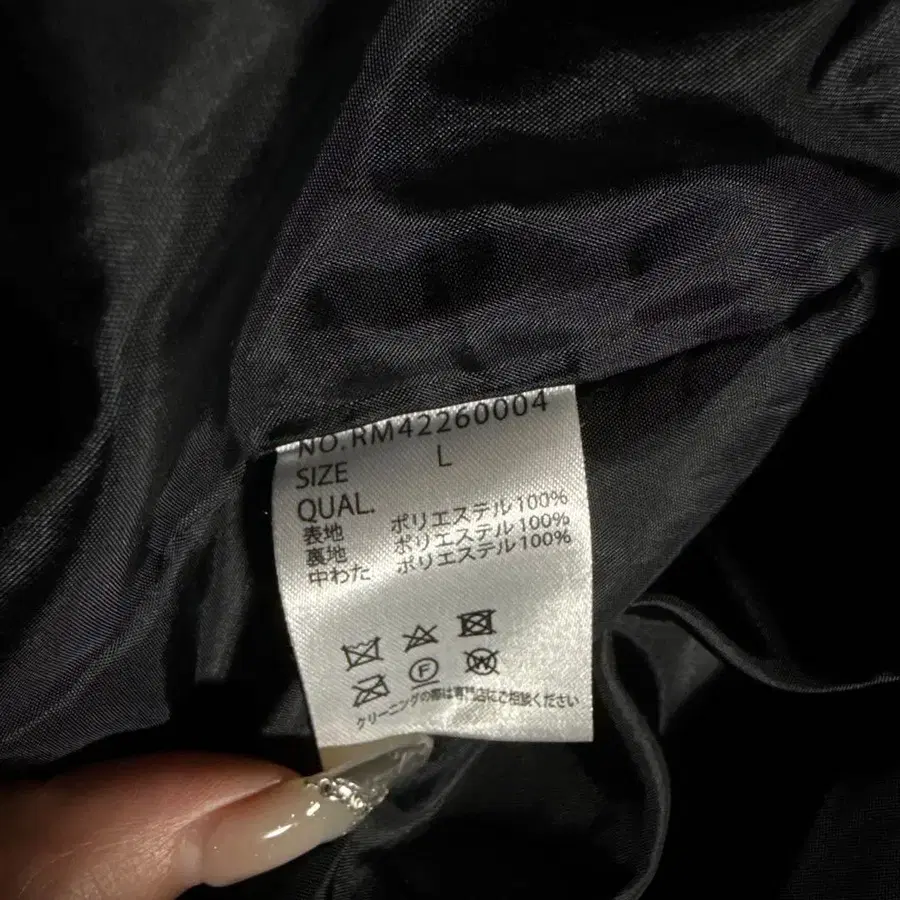 NO.RM42260004
SIZE L
QUAL.
表地 ポリエステル100%
裏地 ポリエステル100%
中わた ポリエステル100%
F W
クリーニングの際は専門店にご相談ください